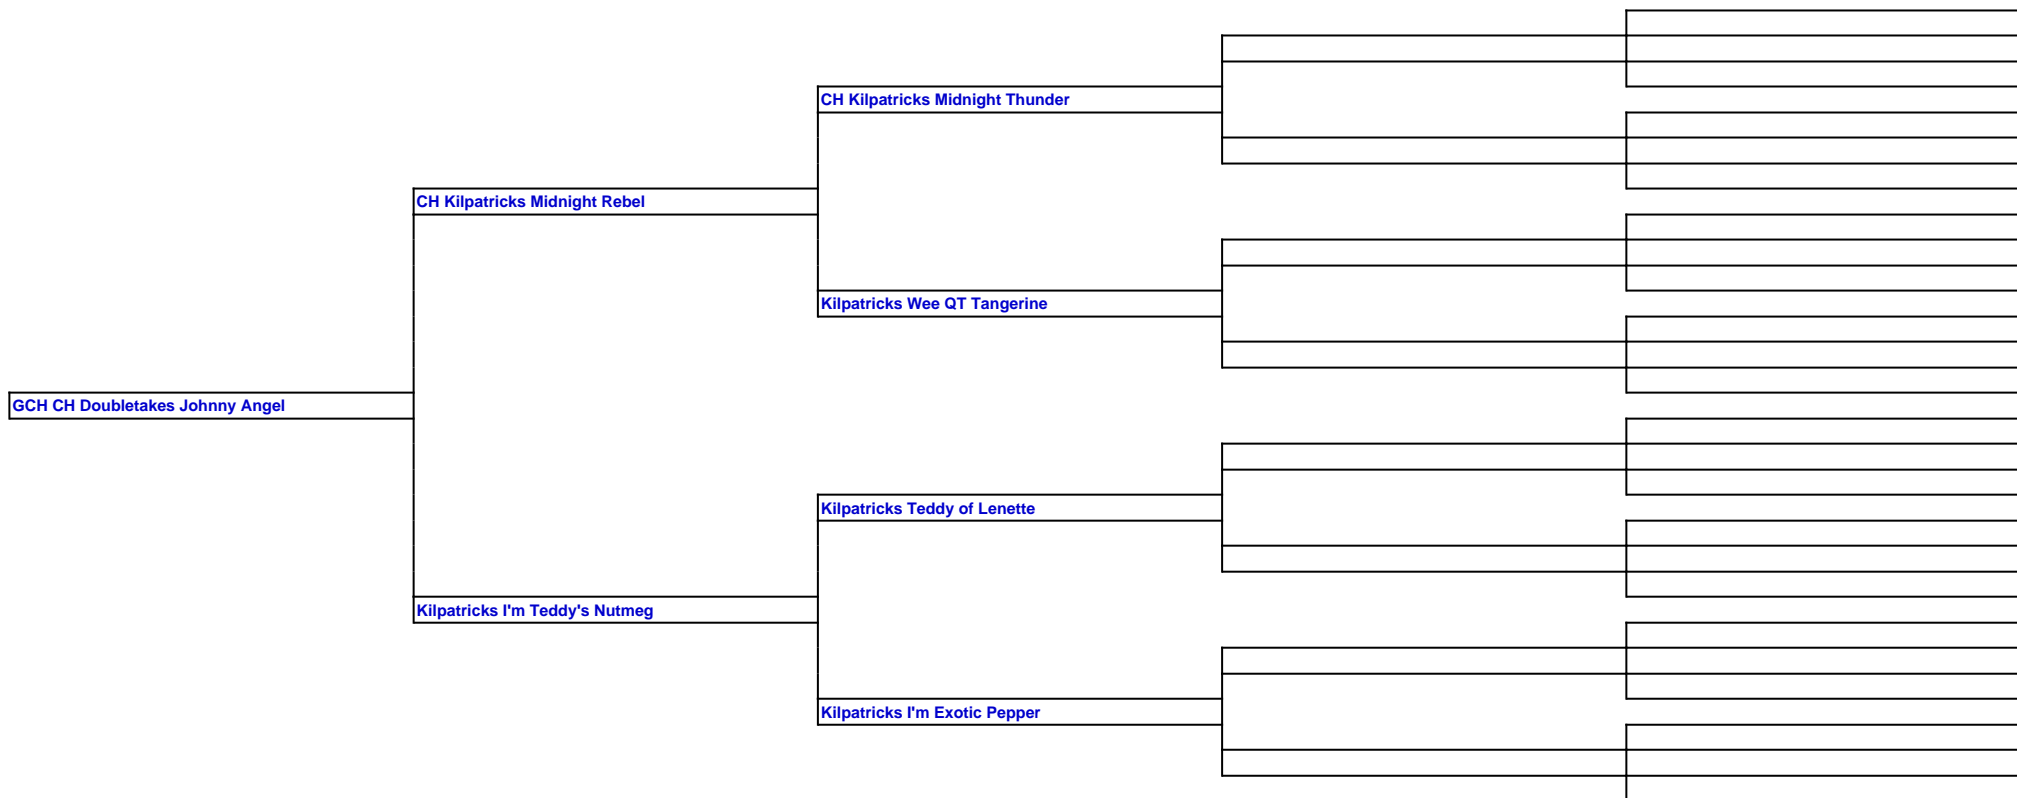 CH Kilpatricks Midnight Thunder
CH Kilpatricks Midnight Rebel
Kilpatricks Wee QT Tangerine
GCH CH Doubletakes Johnny Angel
Kilpatricks Teddy of Lenette
Kilpatricks I'm Teddy's Nutmeg
Kilpatricks I'm Exotic Pepper